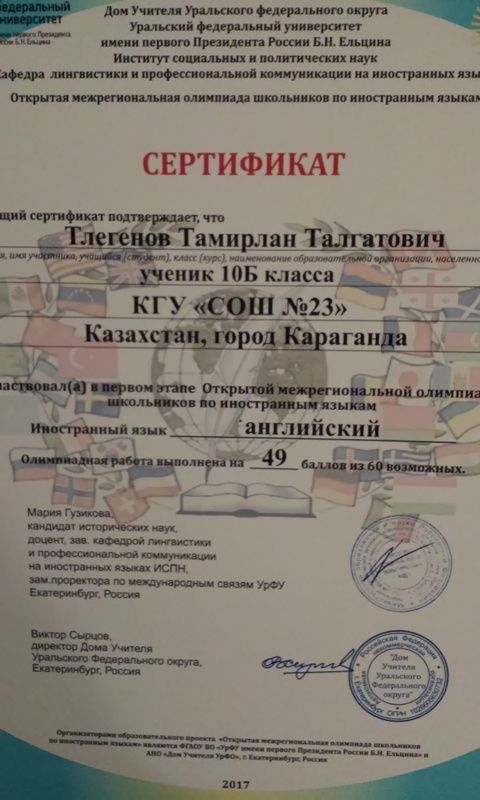 федеральный
университет
имени первого Президента
России Б.Н. Ельцина
Дом Учителя Уральского федерального округа
Уральский федеральный университет
имени первого Президента России Б.Н. Ельцина
Институт социальных и политических наук
Кафедра лингвистики и профессиональной коммуникации на иностранных язы
Открытая межрегиональная олимпиада школьников по иностранным языкам
СЕРТИФИКАТ
щий сертификат подтверждает, что
Тлегенов Тамирлан Талгатович
я, имя участника, учащийся (студент), класс (курс), наименование образовательной организации, населенно
ученик 10Б класса
КГУ «СОШ №23»
Казахстан, город Караганда
частвовал(а) в первом этапе Открытой межрегиональной олимпиа
школьников по иностранным языкам
Иностранный язык английский
Олимпиадная работа выполнена на 49 баллов из 60 возможных.
Мария Гузикова,
кандидат исторических наук,
доцент, зав. кафедрой лингвистики
и профессиональной коммуникации
на иностранных языках ИСПН,
зам.проректора по международным связям УрФУ
Екатеринбург, Россия
Виктор Сырцов,
директор Дома Учителя
Уральского Федерального округа,
Екатеринбург, Россия
Российская Федерация
некоммерческая
"Дом
Учителя
Уральского
Федерального
округа"
Организаторами образовательного проекта «Открытая межрегиональная олимпиада школьников
по иностранным языкам» являются ФГАОУ ВО «УрФУ имени первого Президента России Б.Н. Ельцина» и
АНО «Дом Учителя УрФО», г. Екатеринбург, Россия
2017